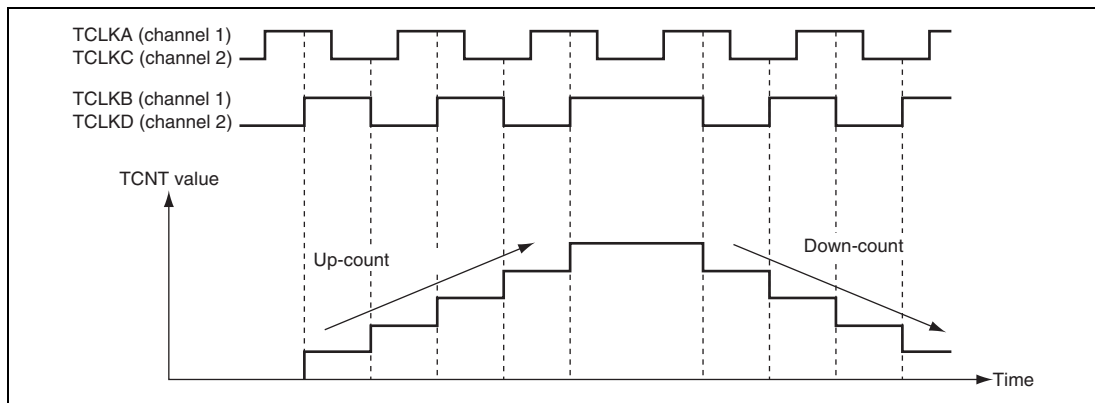 TCLKA (channel 1)
TCLKC (channel 2)
TCLKB (channel 1)
TCLKD (channel 2)
TCNT value
Up-count
Down-count
Time